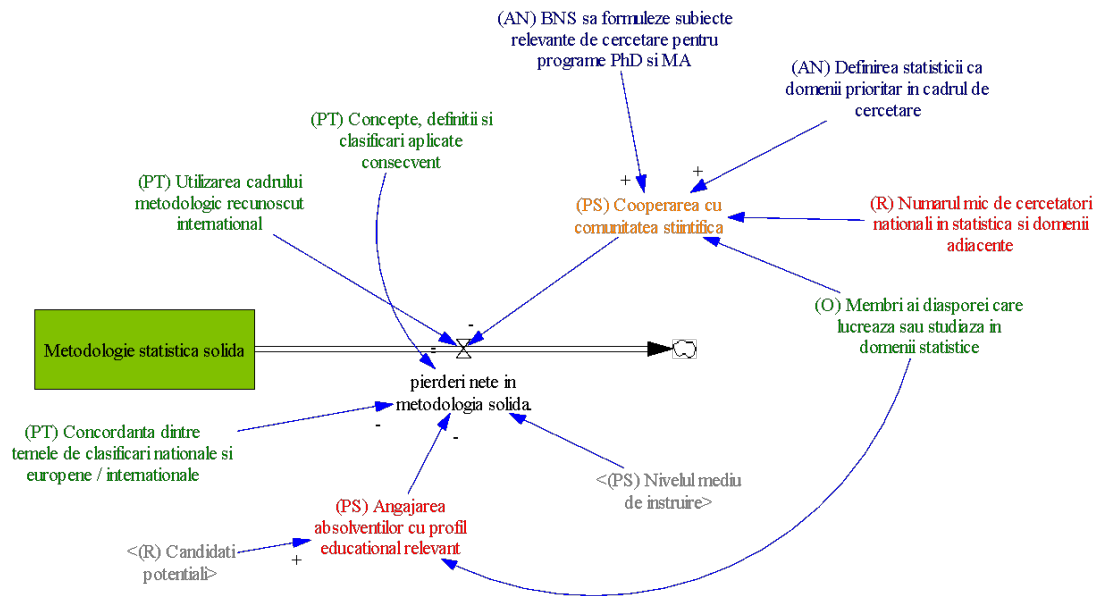 (AN) BNS sa formuleze subiecte
relevante de cercetare pentru
programe PhD si MA
(AN) Definirea statisticii ca
domenii prioritar in cadrul de
cercetare
(PT) Concepte, definitii si
clasificari aplicate
consecvent
(PT) Utilizarea cadrului
metodologic recunoscut
international
+
+
(PS) Cooperarea cu
comunitatea stiintifica
(R) Numarul mic de cercetatori
nationali in statistica si domenii
adiacente
(O) Membri ai diasporei care
lucreaza sau studiaza in
domenii statistice
Metodologie statistica solida
-
-
-
pierderi nete in
metodologia solida.
-
-
(PT) Concordanta dintre
temele de clasificari nationale si
europene / internationale
<(PS) Nivelul mediu
de instruire>
(PS) Angajarea
absolventilor cu profil
educational relevant
<(R) Candidati
potentiali>
+